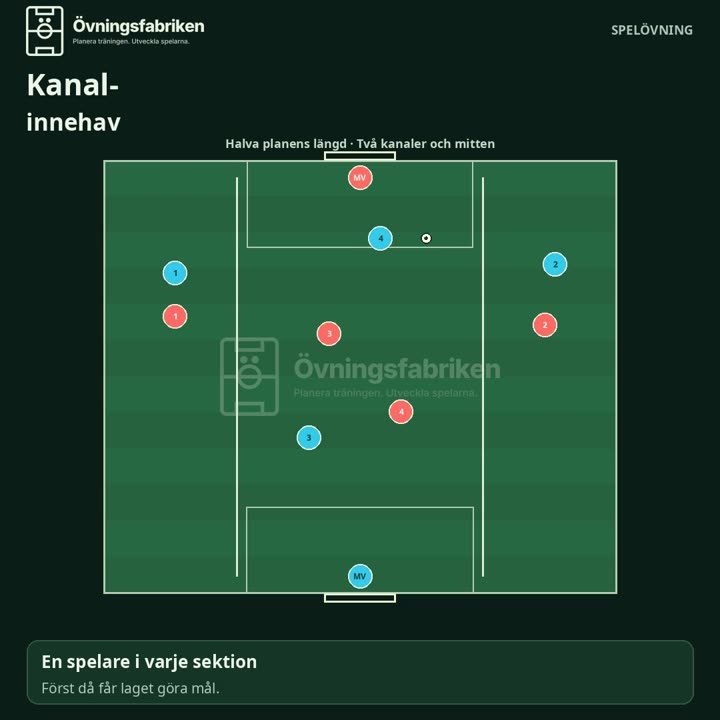 Övningsfabriken
Planera träningen. Utveckla spelarna.
SPELÖVNING
Kanal-
innehav
Halva planens längd · Två kanaler och mitten
MV
4
2
1
1
2
3
Övningsfabriken
Planera träningen. Utveckla spelarna.
4
3
MV
En spelare i varje sektion
Först då får laget göra mål.